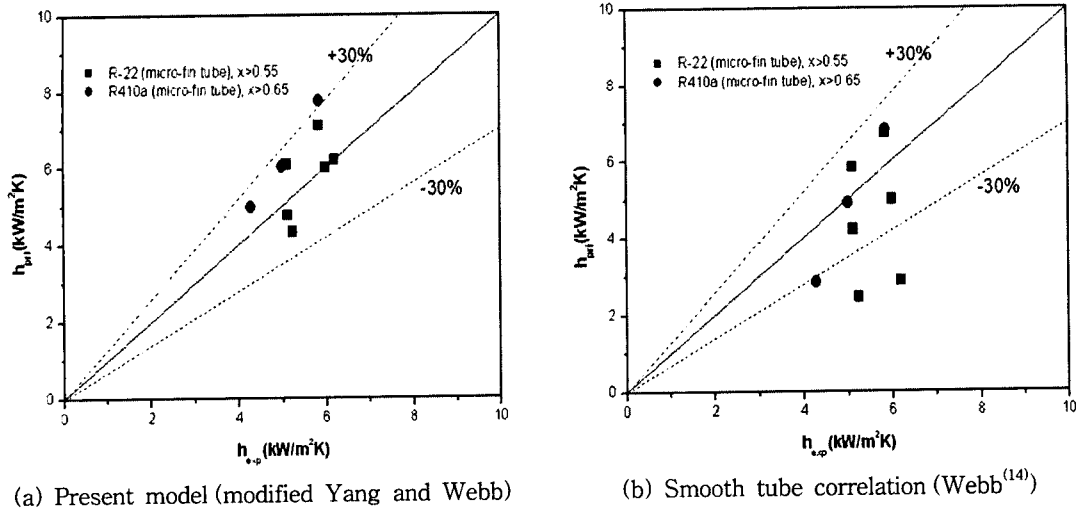 10
8
6
4
2
0
0
2
4
6
8
10
h_pri(kW/m²K)
h_exp(kW/m²K)
R-22 (micro-fin tube), x>0.55
R410a (micro-fin tube), x>0.65
+30%
-30%
(a) Present model (modified Yang and Webb)
10
8
6
4
2
0
0
2
4
6
8
10
h_pri(kW/m²K)
h_exp(kW/m²K)
R-22 (micro-fin tube), x>0.55
R410a (micro-fin tube), x>0.65
+30%
-30%
(b) Smooth tube correlation (Webb⁽¹⁴⁾)